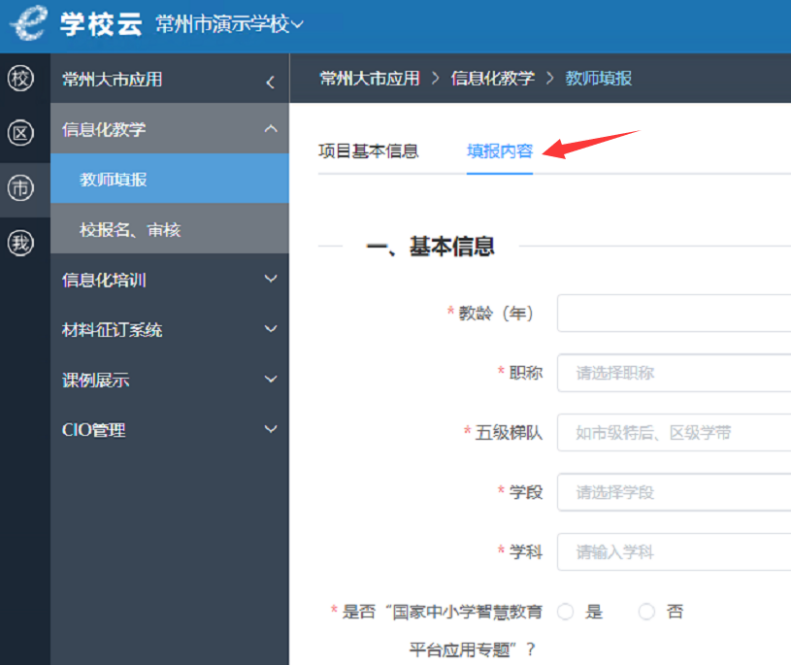 学校云 常州市演示学校
校
区
市
我
常州大市应用
信息化教学
教师填报
校报名、审核
信息化培训
材料征订系统
课例展示
CIO管理
常州大市应用 > 信息化教学 > 教师填报
项目基本信息 填报内容
一、基本信息
*教龄（年）
*职称 请选择职称
*五级梯队 如市级特后、区级学带
*学段 请选择学段
*学科 请输入学科
*是否“国家中小学智慧教育 是 否
平台应用专题”？